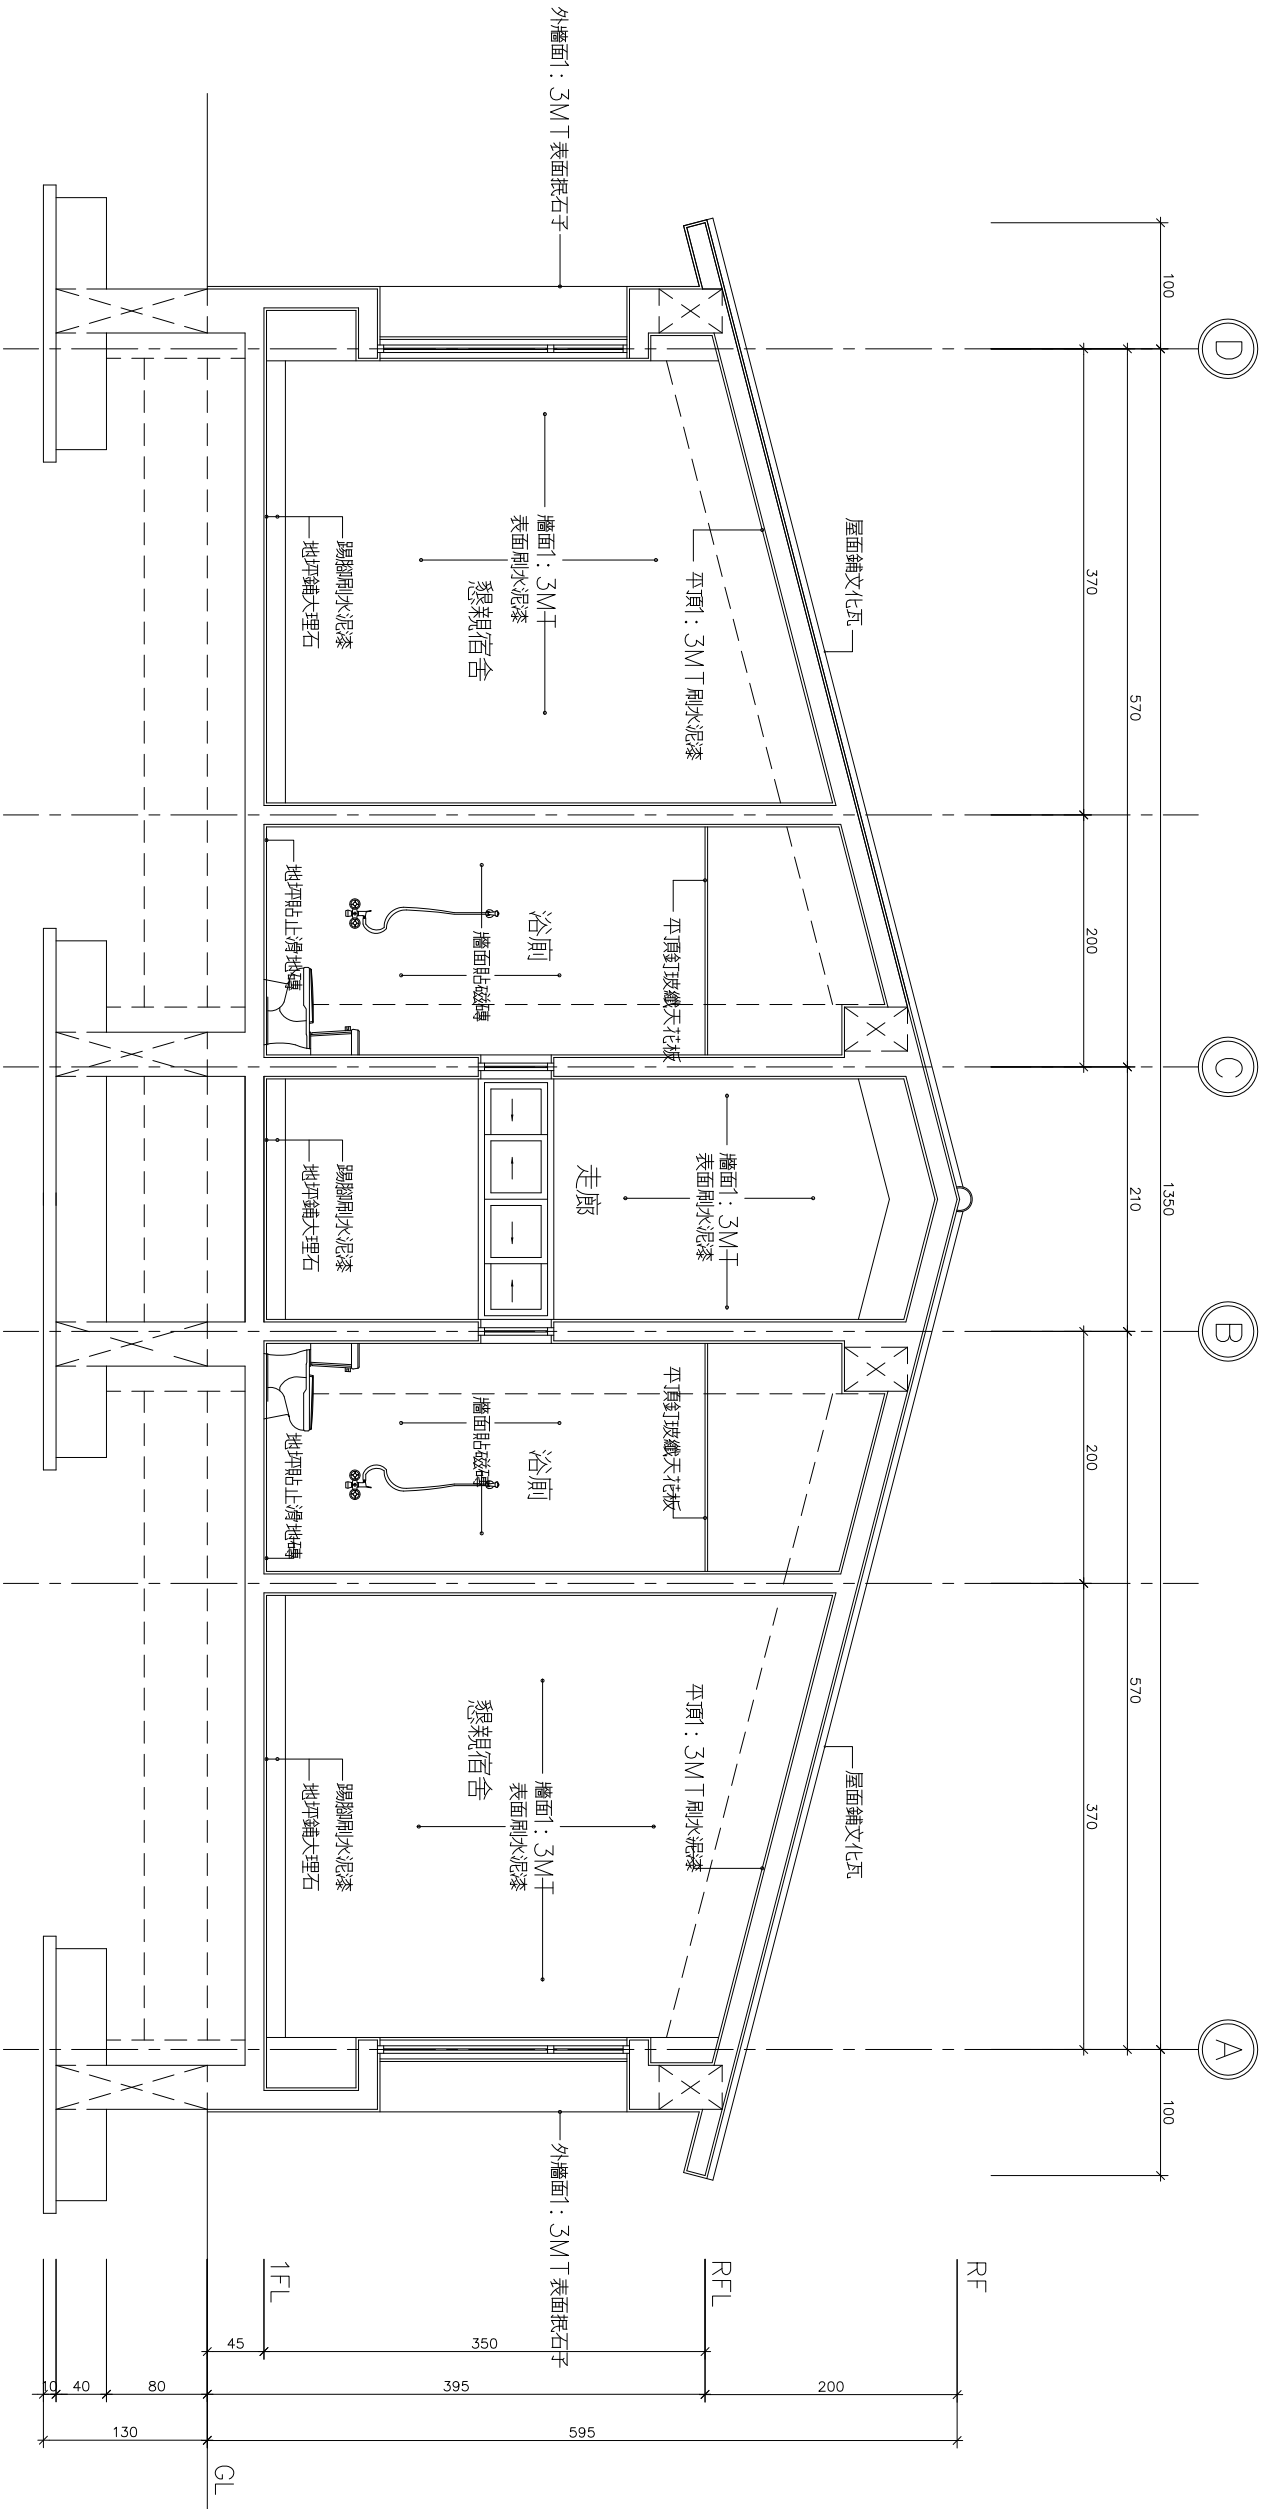 D
C
B
A
100
1350
100
570
210
570
370
200
200
370
屋面鋪文化瓦
屋面鋪文化瓦
外牆面1:3MT表面抿石子
外牆面1:3MT表面抿石子
平頂1:3MT刷水泥漆
平頂釘玻纖天花板
平頂釘玻纖天花板
平頂1:3MT刷水泥漆
牆面1:3MT
表面刷水泥漆
懇親宿舍
浴廁
牆面貼磁磚
牆面1:3MT
表面刷水泥漆
走廊
浴廁
牆面貼磁磚
牆面1:3MT
表面刷水泥漆
懇親宿舍
踢腳刷水泥漆
地坪鋪大理石
地坪貼止滑地磚
踢腳刷水泥漆
地坪鋪大理石
地坪貼止滑地磚
踢腳刷水泥漆
地坪鋪大理石
RF
RFL
1FL
GL
45
350
10
40
80
395
200
130
595